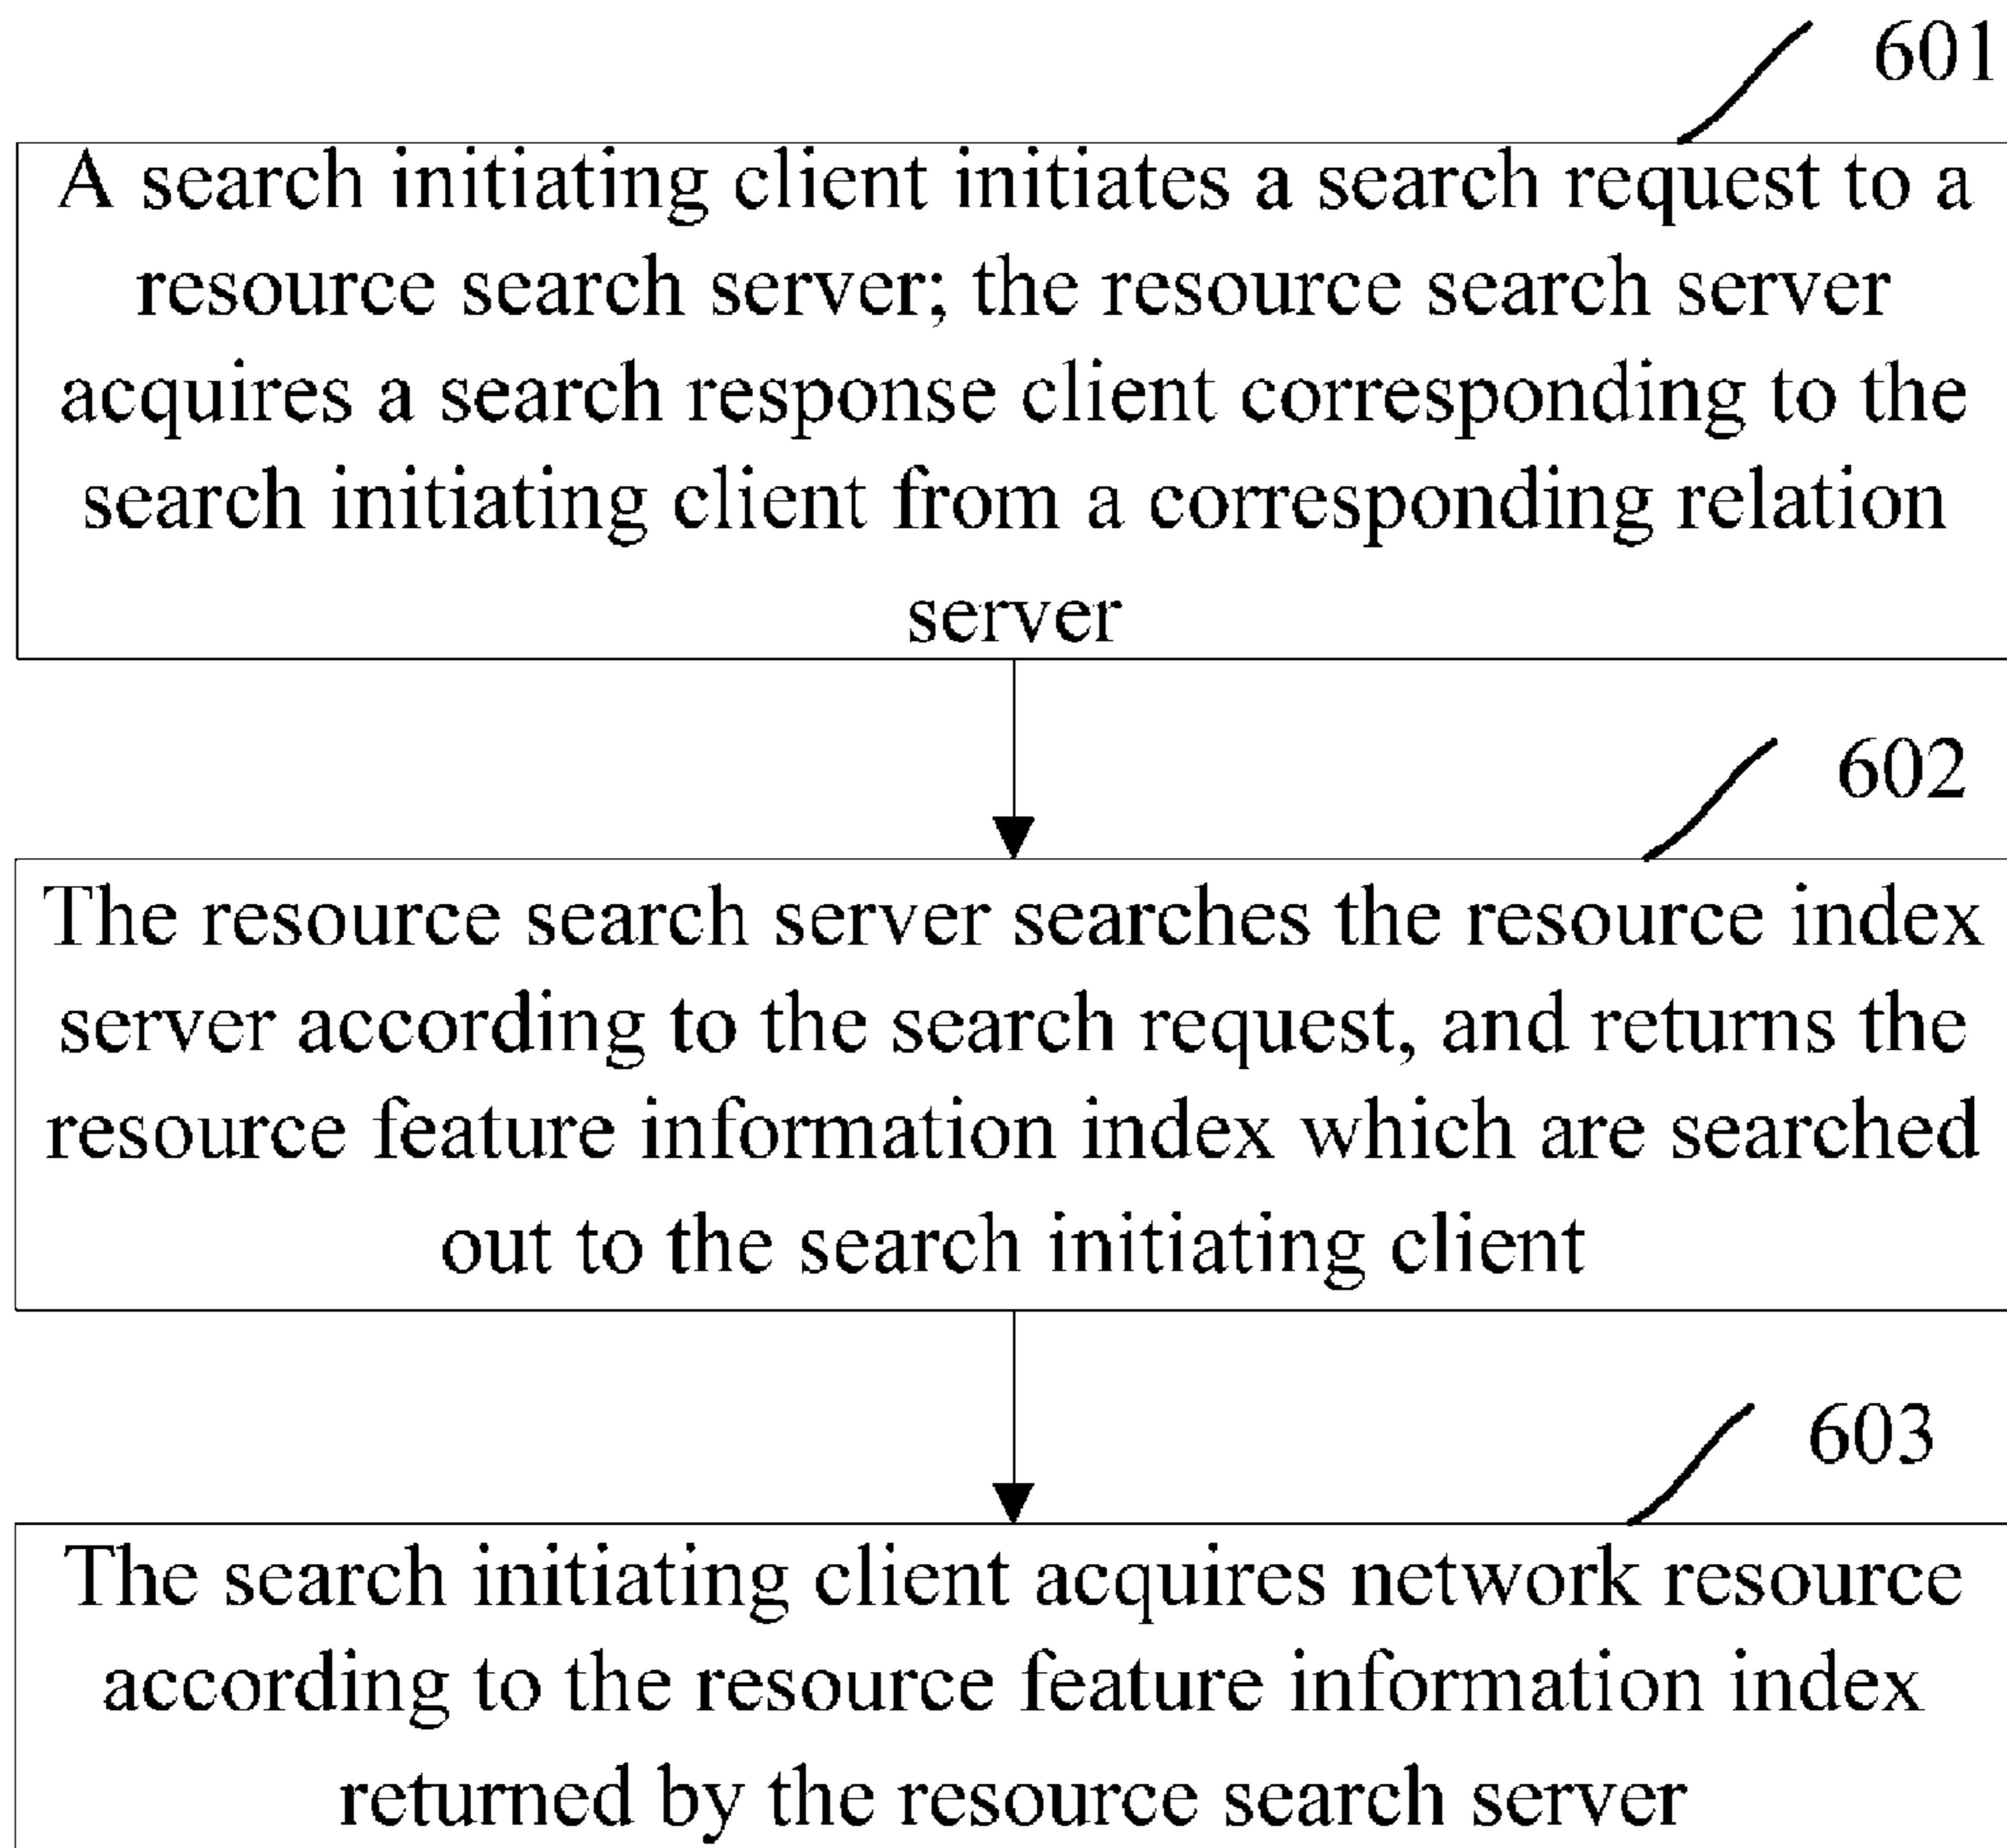 601
A search initiating client initiates a search request to a
resource search server; the resource search server
acquires a search response client corresponding to the
search initiating client from a corresponding relation
server
602
The resource search server searches the resource index
server according to the search request, and returns the
resource feature information index which are searched
out to the search initiating client
603
The search initiating client acquires network resource
according to the resource feature information index
returned by the resource search server